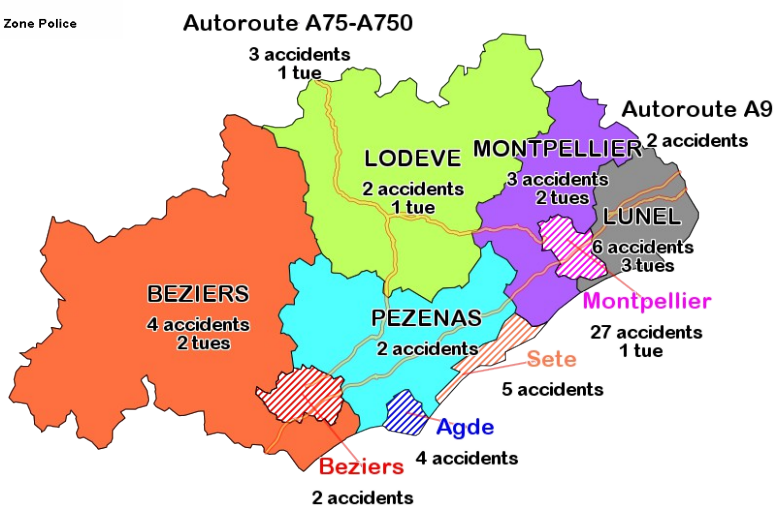 Zone Police
Autoroute A75-A750
3 accidents
1 tue
Autoroute A9
2 accidents
LODEVE
2 accidents
1 tue
MONTPELLIER
3 accidents
2 tues
LUNEL
6 accidents
3 tues
BEZIERS
4 accidents
2 tues
PEZENAS
2 accidents
Montpellier
27 accidents
1 tue
Sete
5 accidents
Agde
4 accidents
Beziers
2 accidents